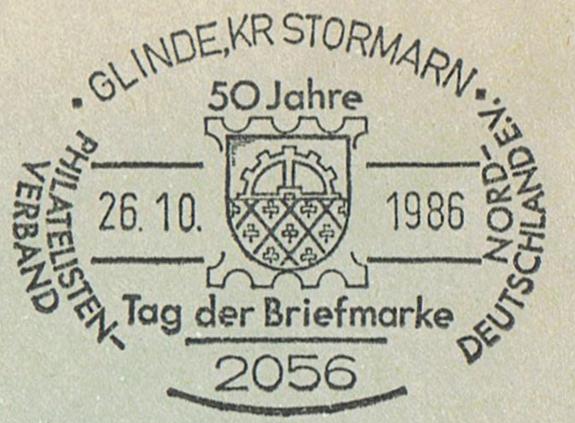 • GLINDE, KR STORMARN •
50 Jahre
PHILATELISTEN-
VERBAND
26. 10. 1986
NORD-
DEUTSCHLAND E.V.
Tag der Briefmarke
2056